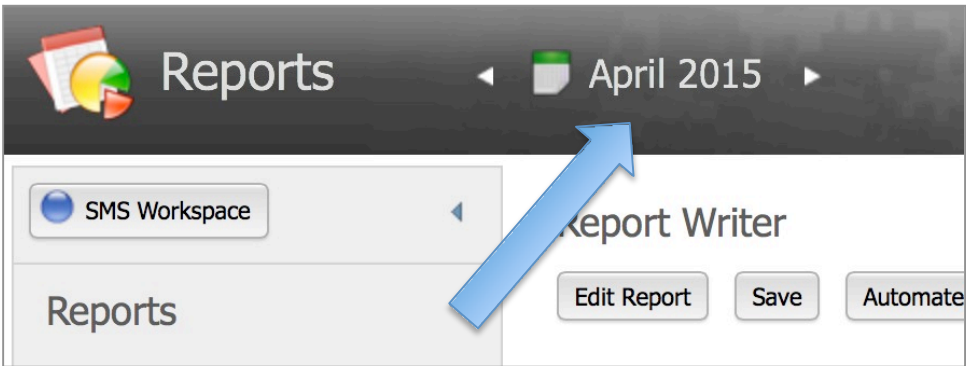 Reports
April 2015
SMS Workspace
Reports
Report Writer
Edit Report
Save
Automate